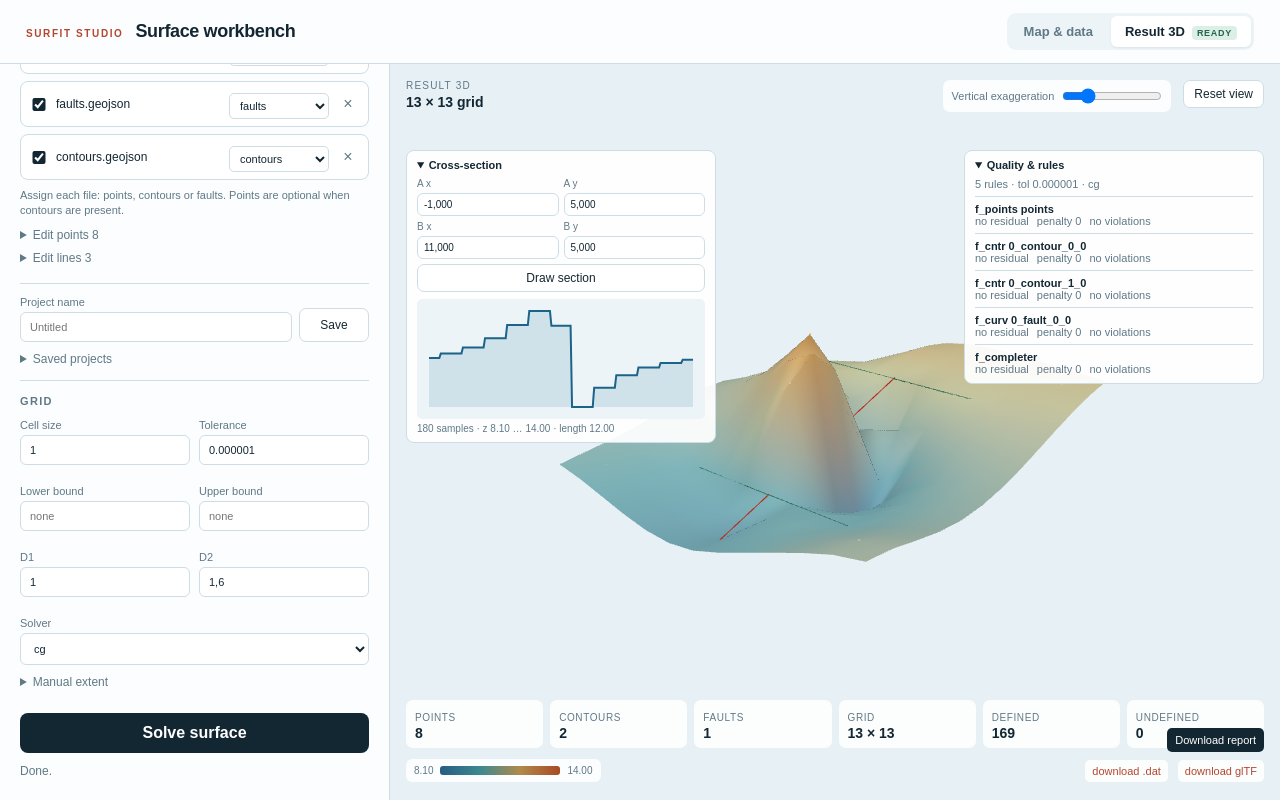 SURFIT STUDIO Surface workbench
Map & data Result 3D READY
faults.geojson faults ×
contours.geojson contours ×
Assign each file: points, contours or faults. Points are optional when
contours are present.
Edit points 8
Edit lines 3
Project name
Untitled Save
Saved projects
GRID
Cell size Tolerance
1 0.000001
Lower bound Upper bound
none none
D1 D2
1 1,6
Solver
cg
Manual extent
Solve surface
Done.
RESULT 3D
13 × 13 grid
Vertical exaggeration Reset view
Cross-section
A x A y
-1,000 5,000
B x B y
11,000 5,000
Draw section
180 samples · z 8.10 … 14.00 · length 12.00
Quality & rules
5 rules · tol 0.000001 · cg
f_points points
no residual penalty 0 no violations
f_cntr 0_contour_0_0
no residual penalty 0 no violations
f_cntr 0_contour_1_0
no residual penalty 0 no violations
f_curv 0_fault_0_0
no residual penalty 0 no violations
f_completer
no residual penalty 0 no violations
POINTS CONTOURS FAULTS GRID DEFINED UNDEFINED
8 2 1 13 × 13 169 0
Download report
8.10 14.00
download .dat download glTF